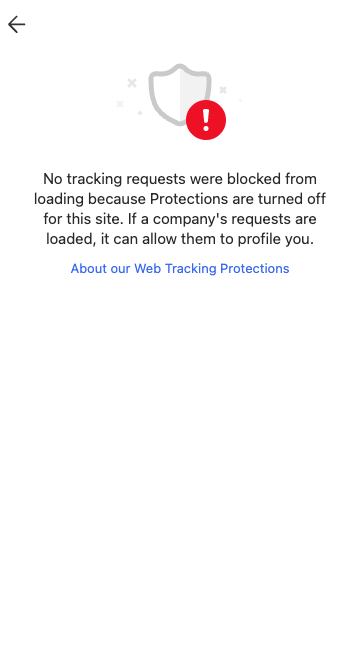 No tracking requests were blocked from
loading because Protections are turned off
for this site. If a company's requests are
loaded, it can allow them to profile you.
About our Web Tracking Protections